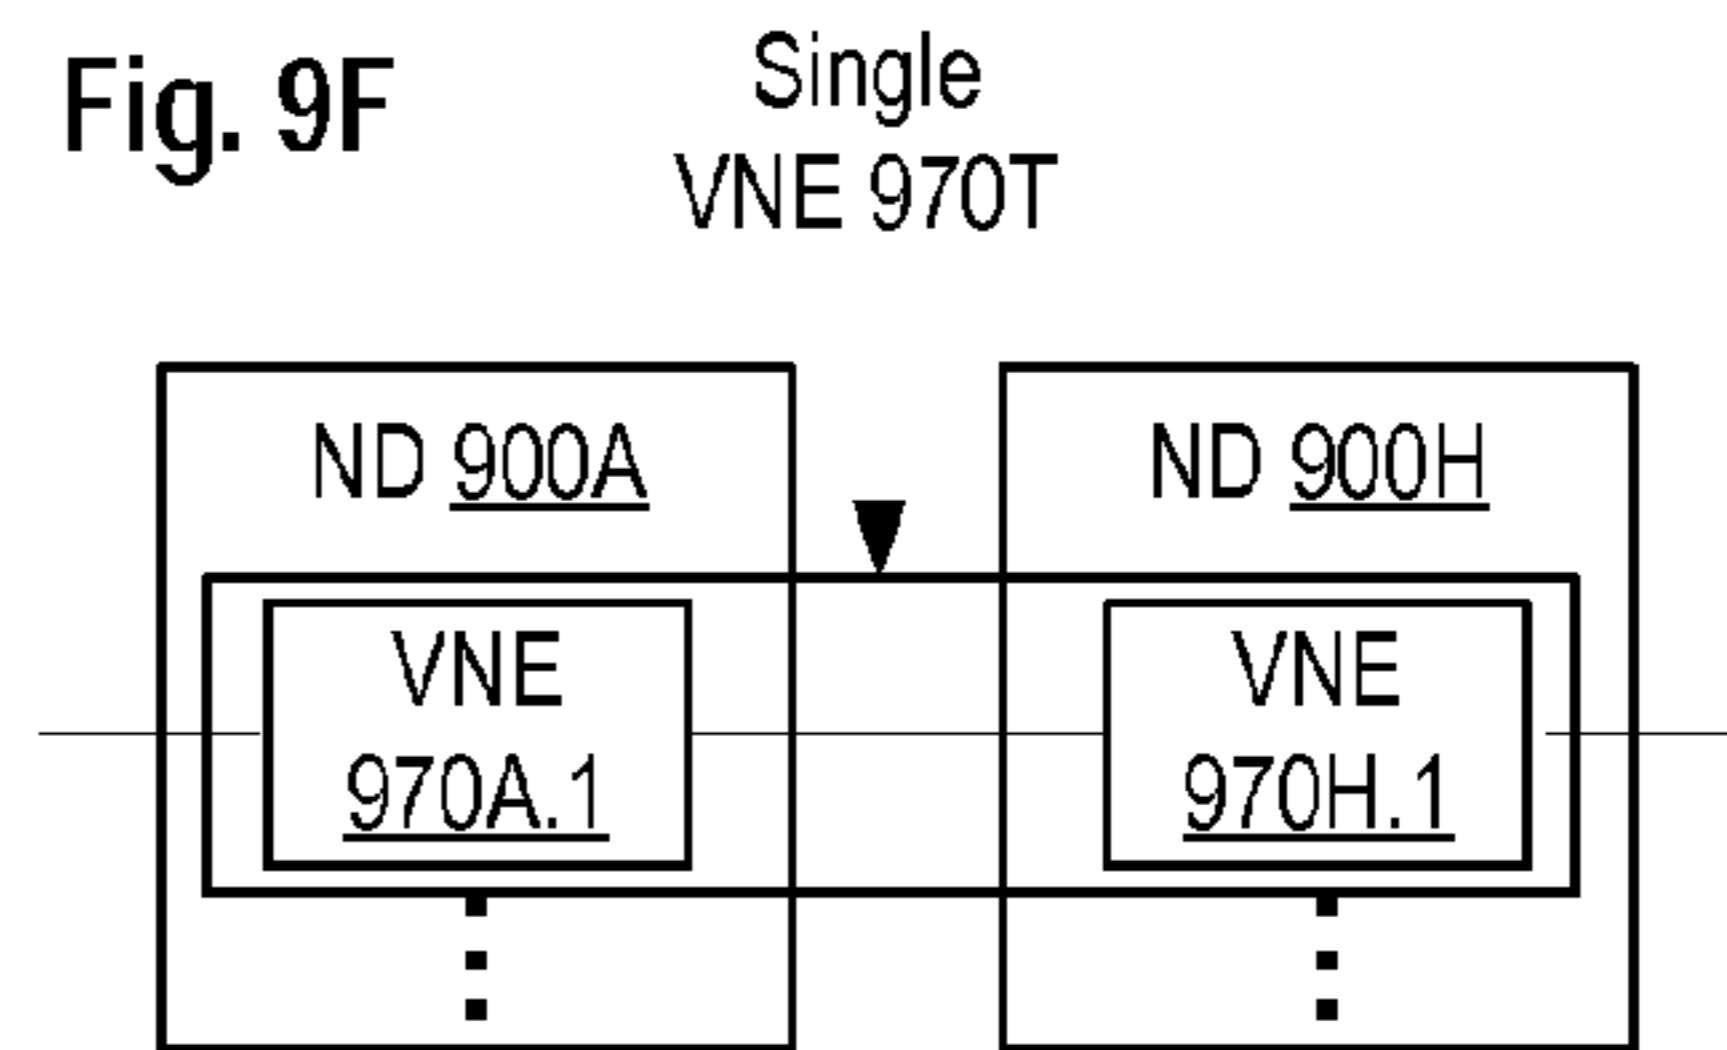 Fig. 9F
Single
VNE 970T
ND 900A
ND 900H
VNE
970A.1
VNE
970H.1